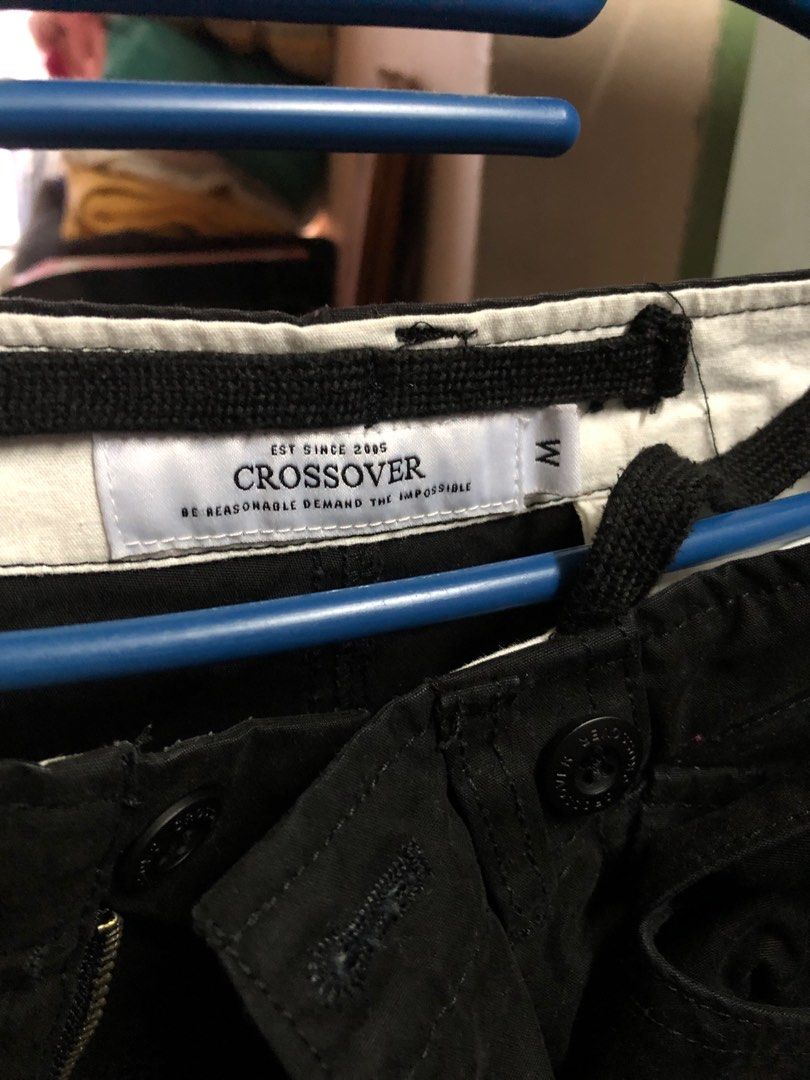 EST SINCE 2005
CROSSOVER
BE REASONABLE DEMAND THE IMPOSSIBLE
M